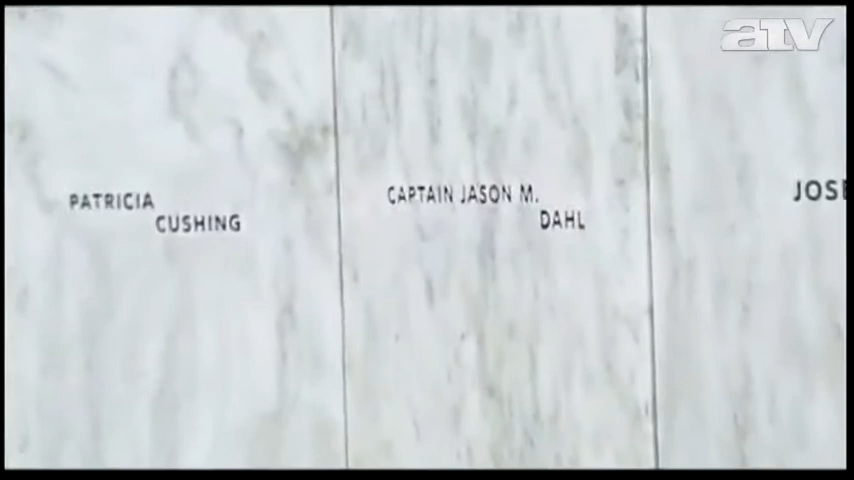 atv
PATRICIA
CUSHING
CAPTAIN JASON M.
DAHL